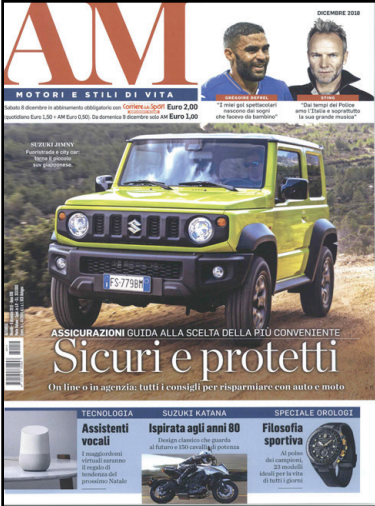 DICEMBRE 2018
AM
MOTORI E STILI DI VITA
Sabato 8 dicembre in abbinamento obbligatorio con Corriere dello Sport Euro 2,00
(quotidiano Euro 1,50 + AM Euro 0,50). Da domenica 9 dicembre solo AM Euro 1,00
GREGOIRE DEFREL
"I miei gol spettacolari
nascono dai sogni
che facevo da bambino"
STING
"Dai tempi dei Police
amo l'Italia e soprattutto
la sua grande musica"
SUZUKI JIMNY
Fuoristrada e city car:
torna il piccolo
suv giapponese.
SUZUKI
FS·779BM
ASSICURAZIONI GUIDA ALLA SCELTA DELLA PIÙ CONVENIENTE
Sicuri e protetti
On line o in agenzia: tutti i consigli per risparmiare con auto e moto
TECNOLOGIA
Assistenti
vocali
I maggiordomi
virtuali saranno
il regalo di
tendenza del
prossimo Natale
SUZUKI KATANA
Ispirata agli anni 80
Design classico che guarda
al futuro e 150 cavalli di potenza
SPECIALE OROLOGI
Filosofia
sportiva
Al polso
dei campioni,
23 modelli
ideali per la vita
di tutti i giorni